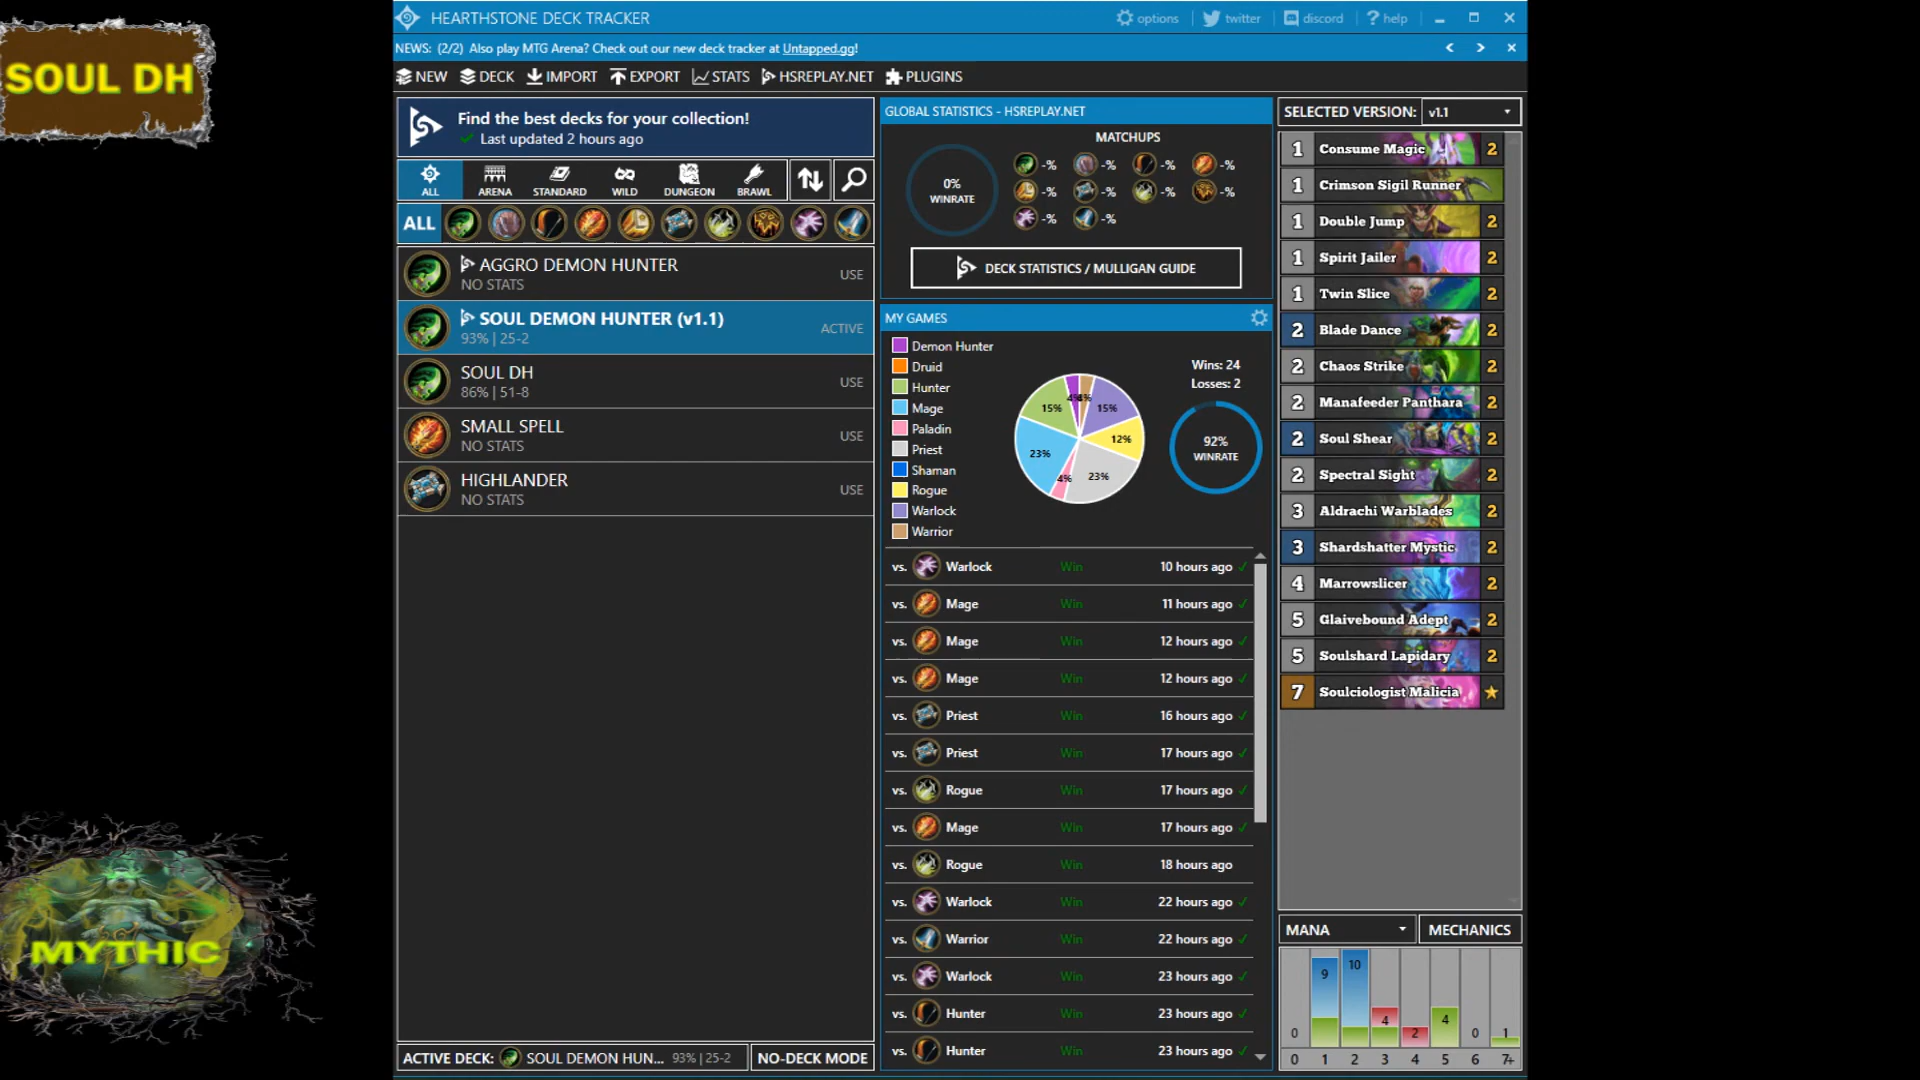 SOUL DH
MYTHIC
HEARTHSTONE DECK TRACKER
options
twitter
discord
? help
NEWS: (2/2) Also play MTG Arena? Check out our new deck tracker at Untapped.gg!
NEW
DECK
IMPORT
EXPORT
STATS
HSREPLAY.NET
PLUGINS
Find the best decks for your collection!
Last updated 2 hours ago
ALL
ARENA
STANDARD
WILD
DUNGEON
BRAWL
ALL
AGGRO DEMON HUNTER
NO STATS
USE
SOUL DEMON HUNTER (v1.1)
93% | 25-2
ACTIVE
SOUL DH
86% | 51-8
USE
SMALL SPELL
NO STATS
USE
HIGHLANDER
NO STATS
USE
ACTIVE DECK: SOUL DEMON HUN... 93% | 25-2
NO-DECK MODE
GLOBAL STATISTICS - HSREPLAY.NET
MATCHUPS
0%
WINRATE
-% -% -% -%
-% -% -% -%
-% -%
DECK STATISTICS / MULLIGAN GUIDE
MY GAMES
Demon Hunter
Druid
Hunter
Mage
Paladin
Priest
Shaman
Rogue
Warlock
Warrior
4% 4%
15% 15%
12%
23%
4% 23%
Wins: 24
Losses: 2
92%
WINRATE
vs. Warlock Win 10 hours ago
vs. Mage Win 11 hours ago
vs. Mage Win 12 hours ago
vs. Mage Win 12 hours ago
vs. Priest Win 16 hours ago
vs. Priest Win 17 hours ago
vs. Rogue Win 17 hours ago
vs. Mage Win 17 hours ago
vs. Rogue Win 18 hours ago
vs. Warlock Win 22 hours ago
vs. Warrior Win 22 hours ago
vs. Warlock Win 23 hours ago
vs. Hunter Win 23 hours ago
vs. Hunter Win 23 hours ago
SELECTED VERSION: v1.1
1 Consume Magic 2
1 Crimson Sigil Runner
1 Double Jump 2
1 Spirit Jailer 2
1 Twin Slice 2
2 Blade Dance 2
2 Chaos Strike 2
2 Manafeeder Panthara 2
2 Soul Shear 2
2 Spectral Sight 2
3 Aldrachi Warblades 2
3 Shardshatter Mystic 2
4 Marrowslicer 2
5 Glaivebound Adept 2
5 Soulshard Lapidary 2
7 Soulciologist Malicia
MANA
MECHANICS
0 9 10 4 2 4 0 1
0 1 2 3 4 5 6 7+